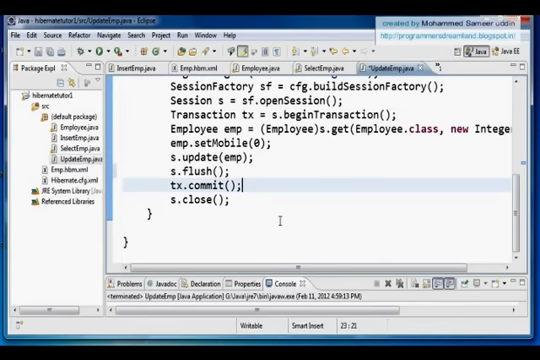 Java - hibernatetutor1/src/UpdateEmp.java - Eclipse
created by Mohammed Sameer Uddin
http://programmersdreamland.blogspot.in/
File Edit Source Refactor Navigate Search Project Run Window Help
Java Java EE
Package Expl
InsertEmp.java Emp.hbm.xml Employee.java SelectEmp.java *UpdateEmp.java
hibernatetutor1
src
(default package)
Employee.java
InsertEmp.java
SelectEmp.java
UpdateEmp.java
Emp.hbm.xml
Hibernate.cfg.xml
JRE System Library [Ja
Referenced Libraries
SessionFactory sf = cfg.buildSessionFactory();
Session s = sf.openSession();
Transaction tx = s.beginTransaction();
Employee emp = (Employee)s.get(Employee.class, new Integer
emp.setMobile(0);
s.update(emp);
s.flush();
tx.commit();
s.close();
}
}
Problems Javadoc Declaration Properties Console
<terminated> UpdateEmp [Java Application] G:\Java\jre7\bin\javaw.exe (Feb 11, 2012 4:59:13 PM)
Writable Smart Insert 23 : 21